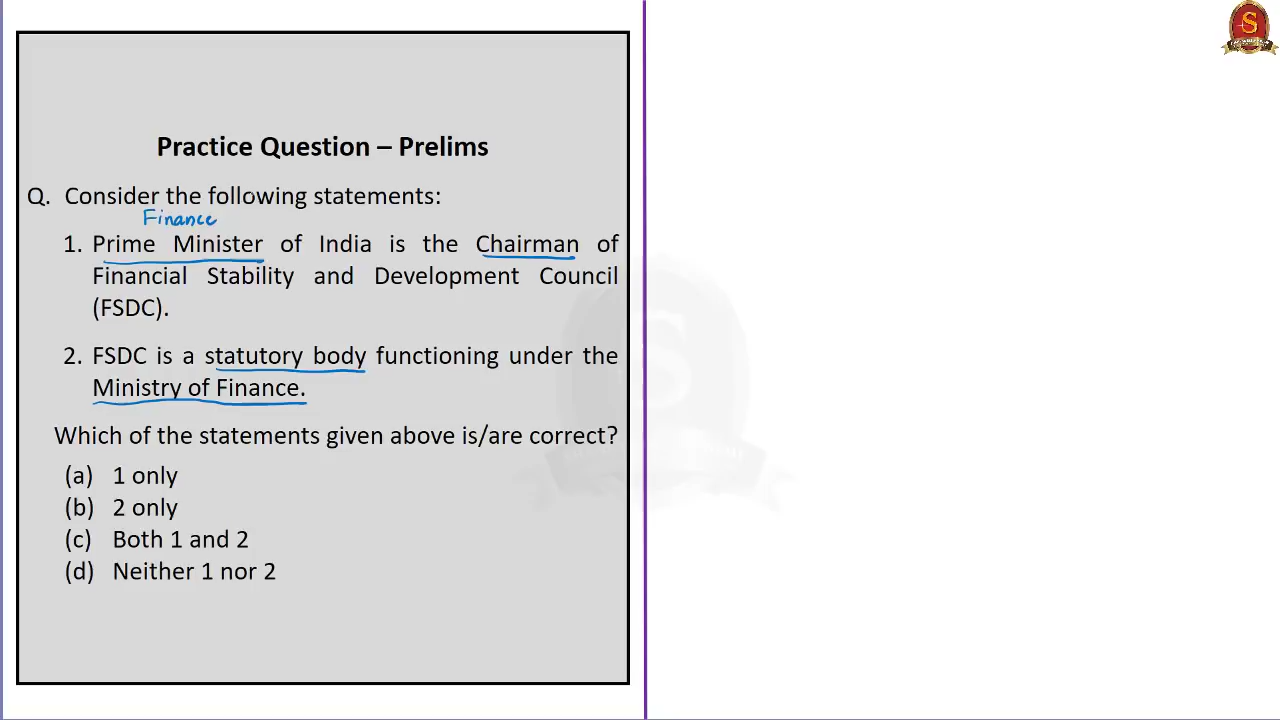 Practice Question – Prelims
Q. Consider the following statements:
Finance
1. Prime Minister of India is the Chairman of
Financial Stability and Development Council
(FSDC).
2. FSDC is a statutory body functioning under the
Ministry of Finance.
Which of the statements given above is/are correct?
(a) 1 only
(b) 2 only
(c) Both 1 and 2
(d) Neither 1 nor 2
S